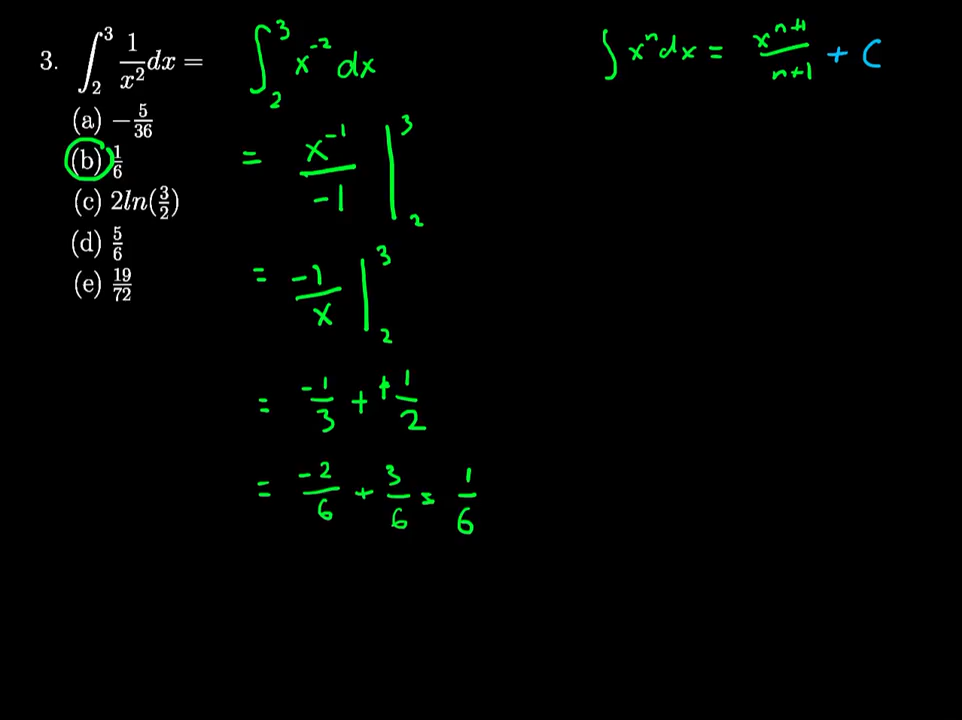 3. ∫₂³ 1/x² dx = ∫₂³ x⁻² dx
∫ xⁿ dx = xⁿ⁺¹/n+1 + C
(a) −5/36
(b) 1/6
(c) 2ln(3/2)
(d) 5/6
(e) 19/72
= x⁻¹/−1 |₂³
= −1/x |₂³
= −1/3 + +1/2
= −2/6 + 3/6 = 1/6